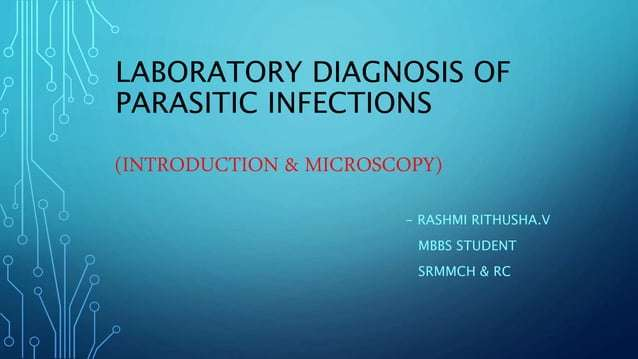 LABORATORY DIAGNOSIS OF
PARASITIC INFECTIONS
(INTRODUCTION & MICROSCOPY)
- RASHMI RITHUSHA.V
MBBS STUDENT
SRMMCH & RC